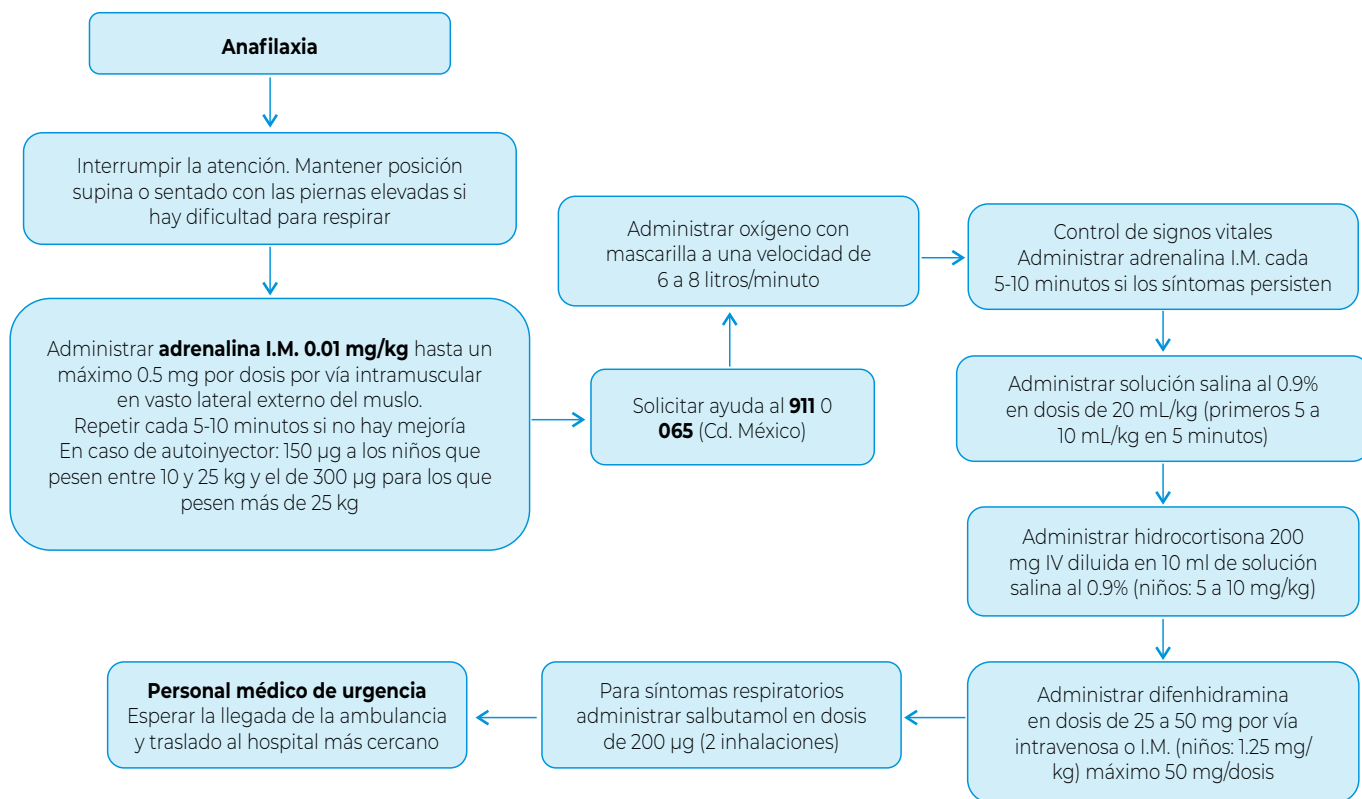 Anafilaxia
Interrumpir la atención. Mantener posición
supina o sentado con las piernas elevadas si
hay dificultad para respirar
Administrar adrenalina I.M. 0.01 mg/kg hasta un
máximo 0.5 mg por dosis por vía intramuscular
en vasto lateral externo del muslo.
Repetir cada 5-10 minutos si no hay mejoría
En caso de autoinyector: 150 µg a los niños que
pesen entre 10 y 25 kg y el de 300 µg para los que
pesen más de 25 kg
Solicitar ayuda al 911 0
065 (Cd. México)
Administrar oxígeno con
mascarilla a una velocidad de
6 a 8 litros/minuto
Control de signos vitales
Administrar adrenalina I.M. cada
5-10 minutos si los síntomas persisten
Administrar solución salina al 0.9%
en dosis de 20 mL/kg (primeros 5 a
10 mL/kg en 5 minutos)
Administrar hidrocortisona 200
mg IV diluida en 10 ml de solución
salina al 0.9% (niños: 5 a 10 mg/kg)
Administrar difenhidramina
en dosis de 25 a 50 mg por vía
intravenosa o I.M. (niños: 1.25 mg/
kg) máximo 50 mg/dosis
Para síntomas respiratorios
administrar salbutamol en dosis
de 200 µg (2 inhalaciones)
Personal médico de urgencia
Esperar la llegada de la ambulancia
y traslado al hospital más cercano